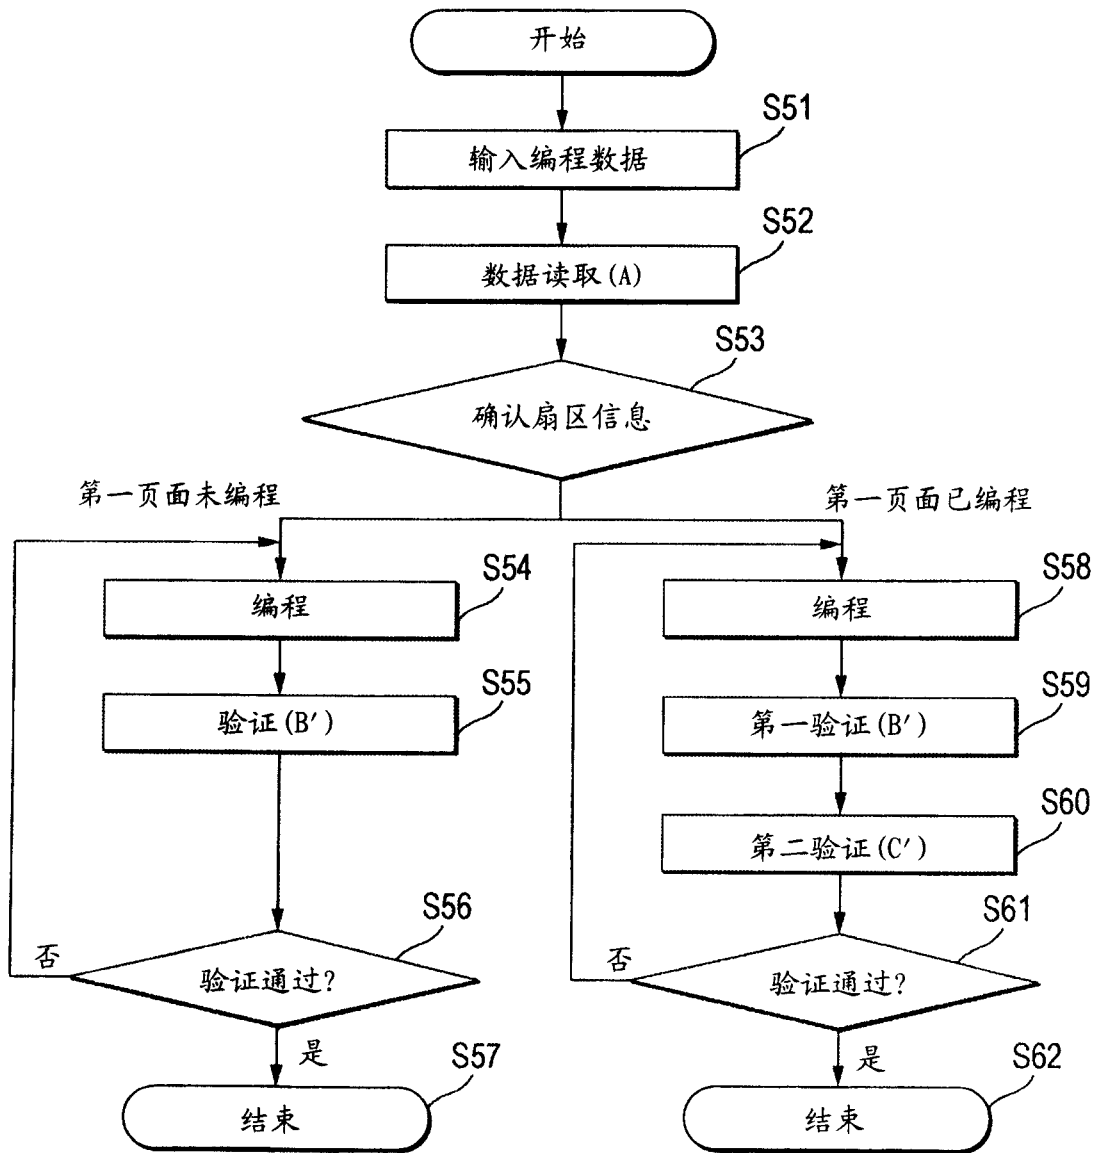 开始
S51
输入编程数据
S52
数据读取(A)
S53
确认扇区信息
第一页面未编程
第一页面已编程
S54
编程
S58
编程
S55
验证(B′)
S59
第一验证(B′)
S60
第二验证(C′)
S56
否
验证通过?
S61
否
验证通过?
是
S57
结束
是
S62
结束